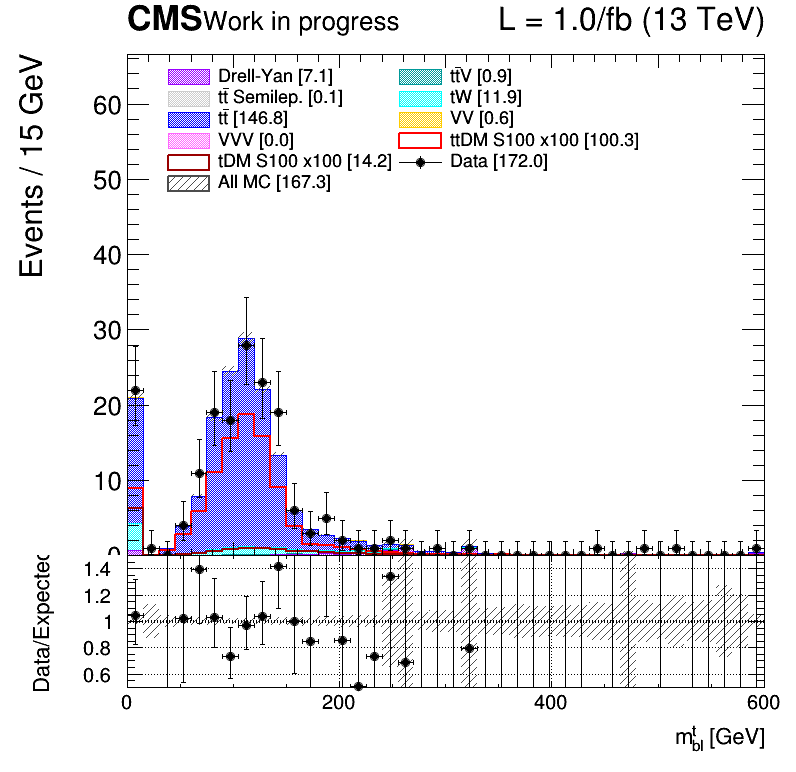 CMS Work in progress L = 1.0/fb (13 TeV)
Events / 15 GeV
Drell-Yan [7.1] tt̄V [0.9]
tt̄ Semilep. [0.1] tW [11.9]
tt̄ [146.8] VV [0.6]
VVV [0.0] ttDM S100 x100 [100.3]
tDM S100 x100 [14.2] Data [172.0]
All MC [167.3]
60
50
40
30
20
10
0
Data/Expected
1.4
1.2
1
0.8
0.6
0 200 400 600
m^t_bl [GeV]